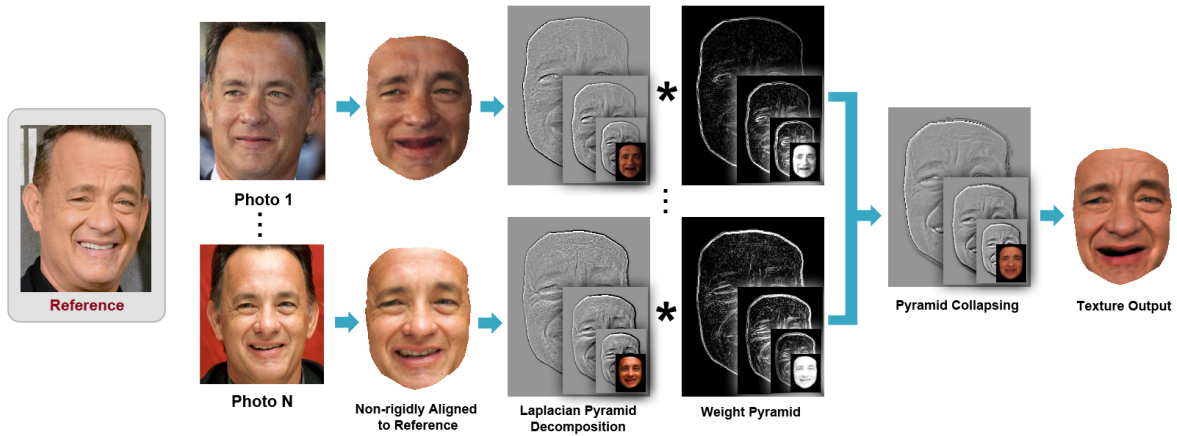 Reference
Photo 1
Photo N
Non-rigidly Aligned
to Reference
Laplacian Pyramid
Decomposition
*
*
Weight Pyramid
Pyramid Collapsing
Texture Output